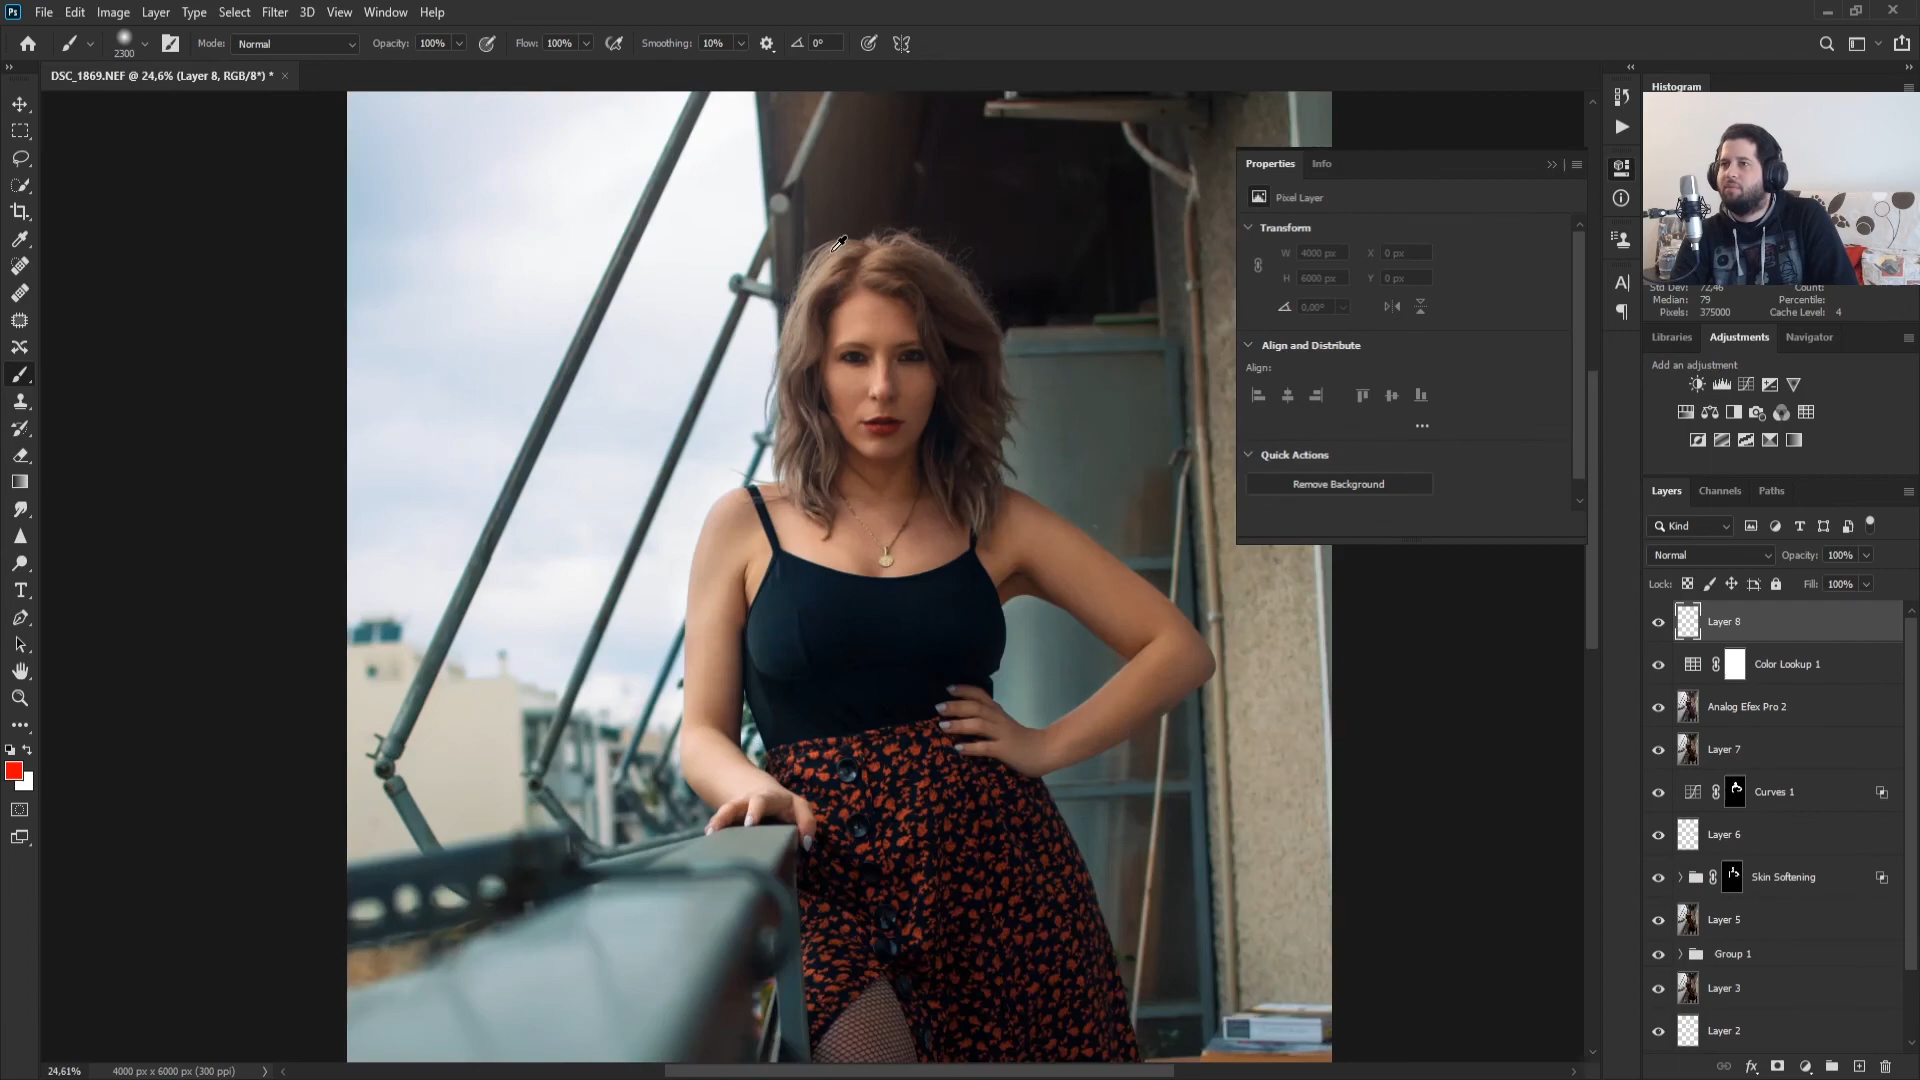 Ps File Edit Image Layer Type Select Filter 3D View Window Help
2300 Mode: Normal Opacity: 100% Flow: 100% Smoothing: 10% 0°
DSC_1869.NEF @ 24,6% (Layer 8, RGB/8*) *
Histogram
Properties Info
Pixel Layer
Transform
W 4000 px X 0 px
H 6000 px Y 0 px
0,00°
Align and Distribute
Align:
Quick Actions
Remove Background
Std Dev: 72,46 Count:
Median: 79 Percentile:
Pixels: 375000 Cache Level: 4
Libraries Adjustments Navigator
Add an adjustment
Layers Channels Paths
Kind
Normal Opacity: 100%
Lock: Fill: 100%
Layer 8
Color Lookup 1
Analog Efex Pro 2
Layer 7
Curves 1
Layer 6
Skin Softening
Layer 5
Group 1
Layer 3
Layer 2
24,61% 4000 px x 6000 px (300 ppi)